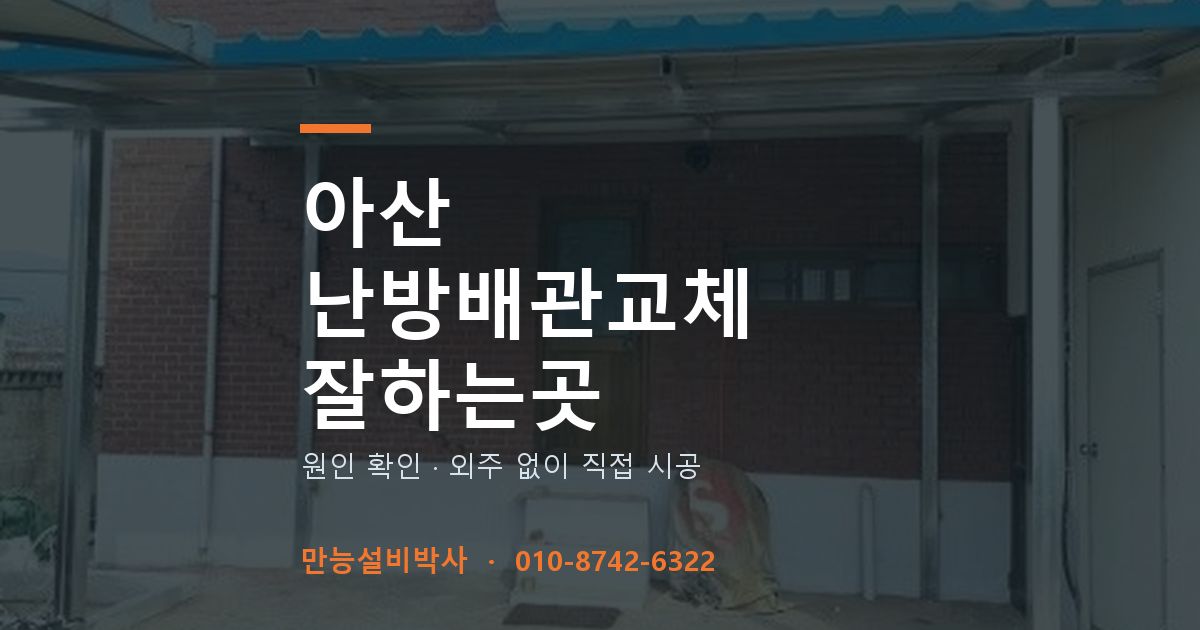 아산
난방배관교체
잘하는곳
원인 확인 · 외주 없이 직접 시공
만능설비박사 · 010-8742-6322
S